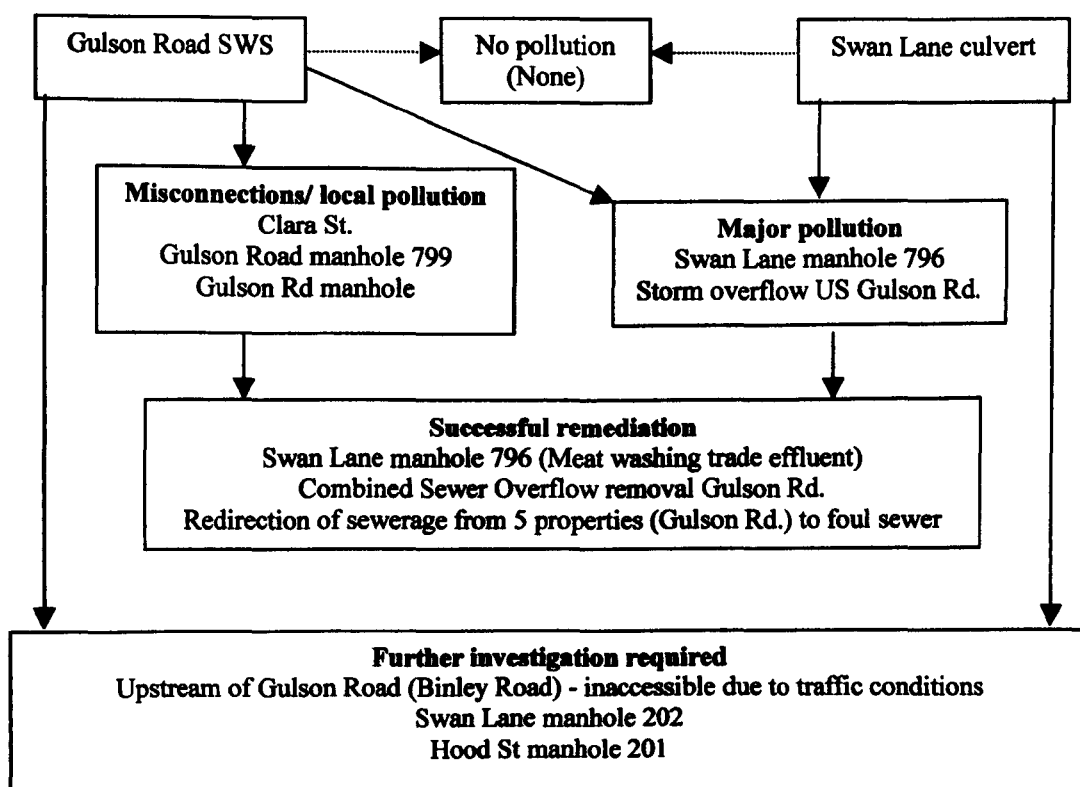 Gulson Road SWS
No pollution
(None)
Swan Lane culvert
Misconnections/ local pollution
Clara St.
Gulson Road manhole 799
Gulson Rd manhole
Major pollution
Swan Lane manhole 796
Storm overflow US Gulson Rd.
Successful remediation
Swan Lane manhole 796 (Meat washing trade effluent)
Combined Sewer Overflow removal Gulson Rd.
Redirection of sewerage from 5 properties (Gulson Rd.) to foul sewer
Further investigation required
Upstream of Gulson Road (Binley Road) - inaccessible due to traffic conditions
Swan Lane manhole 202
Hood St manhole 201